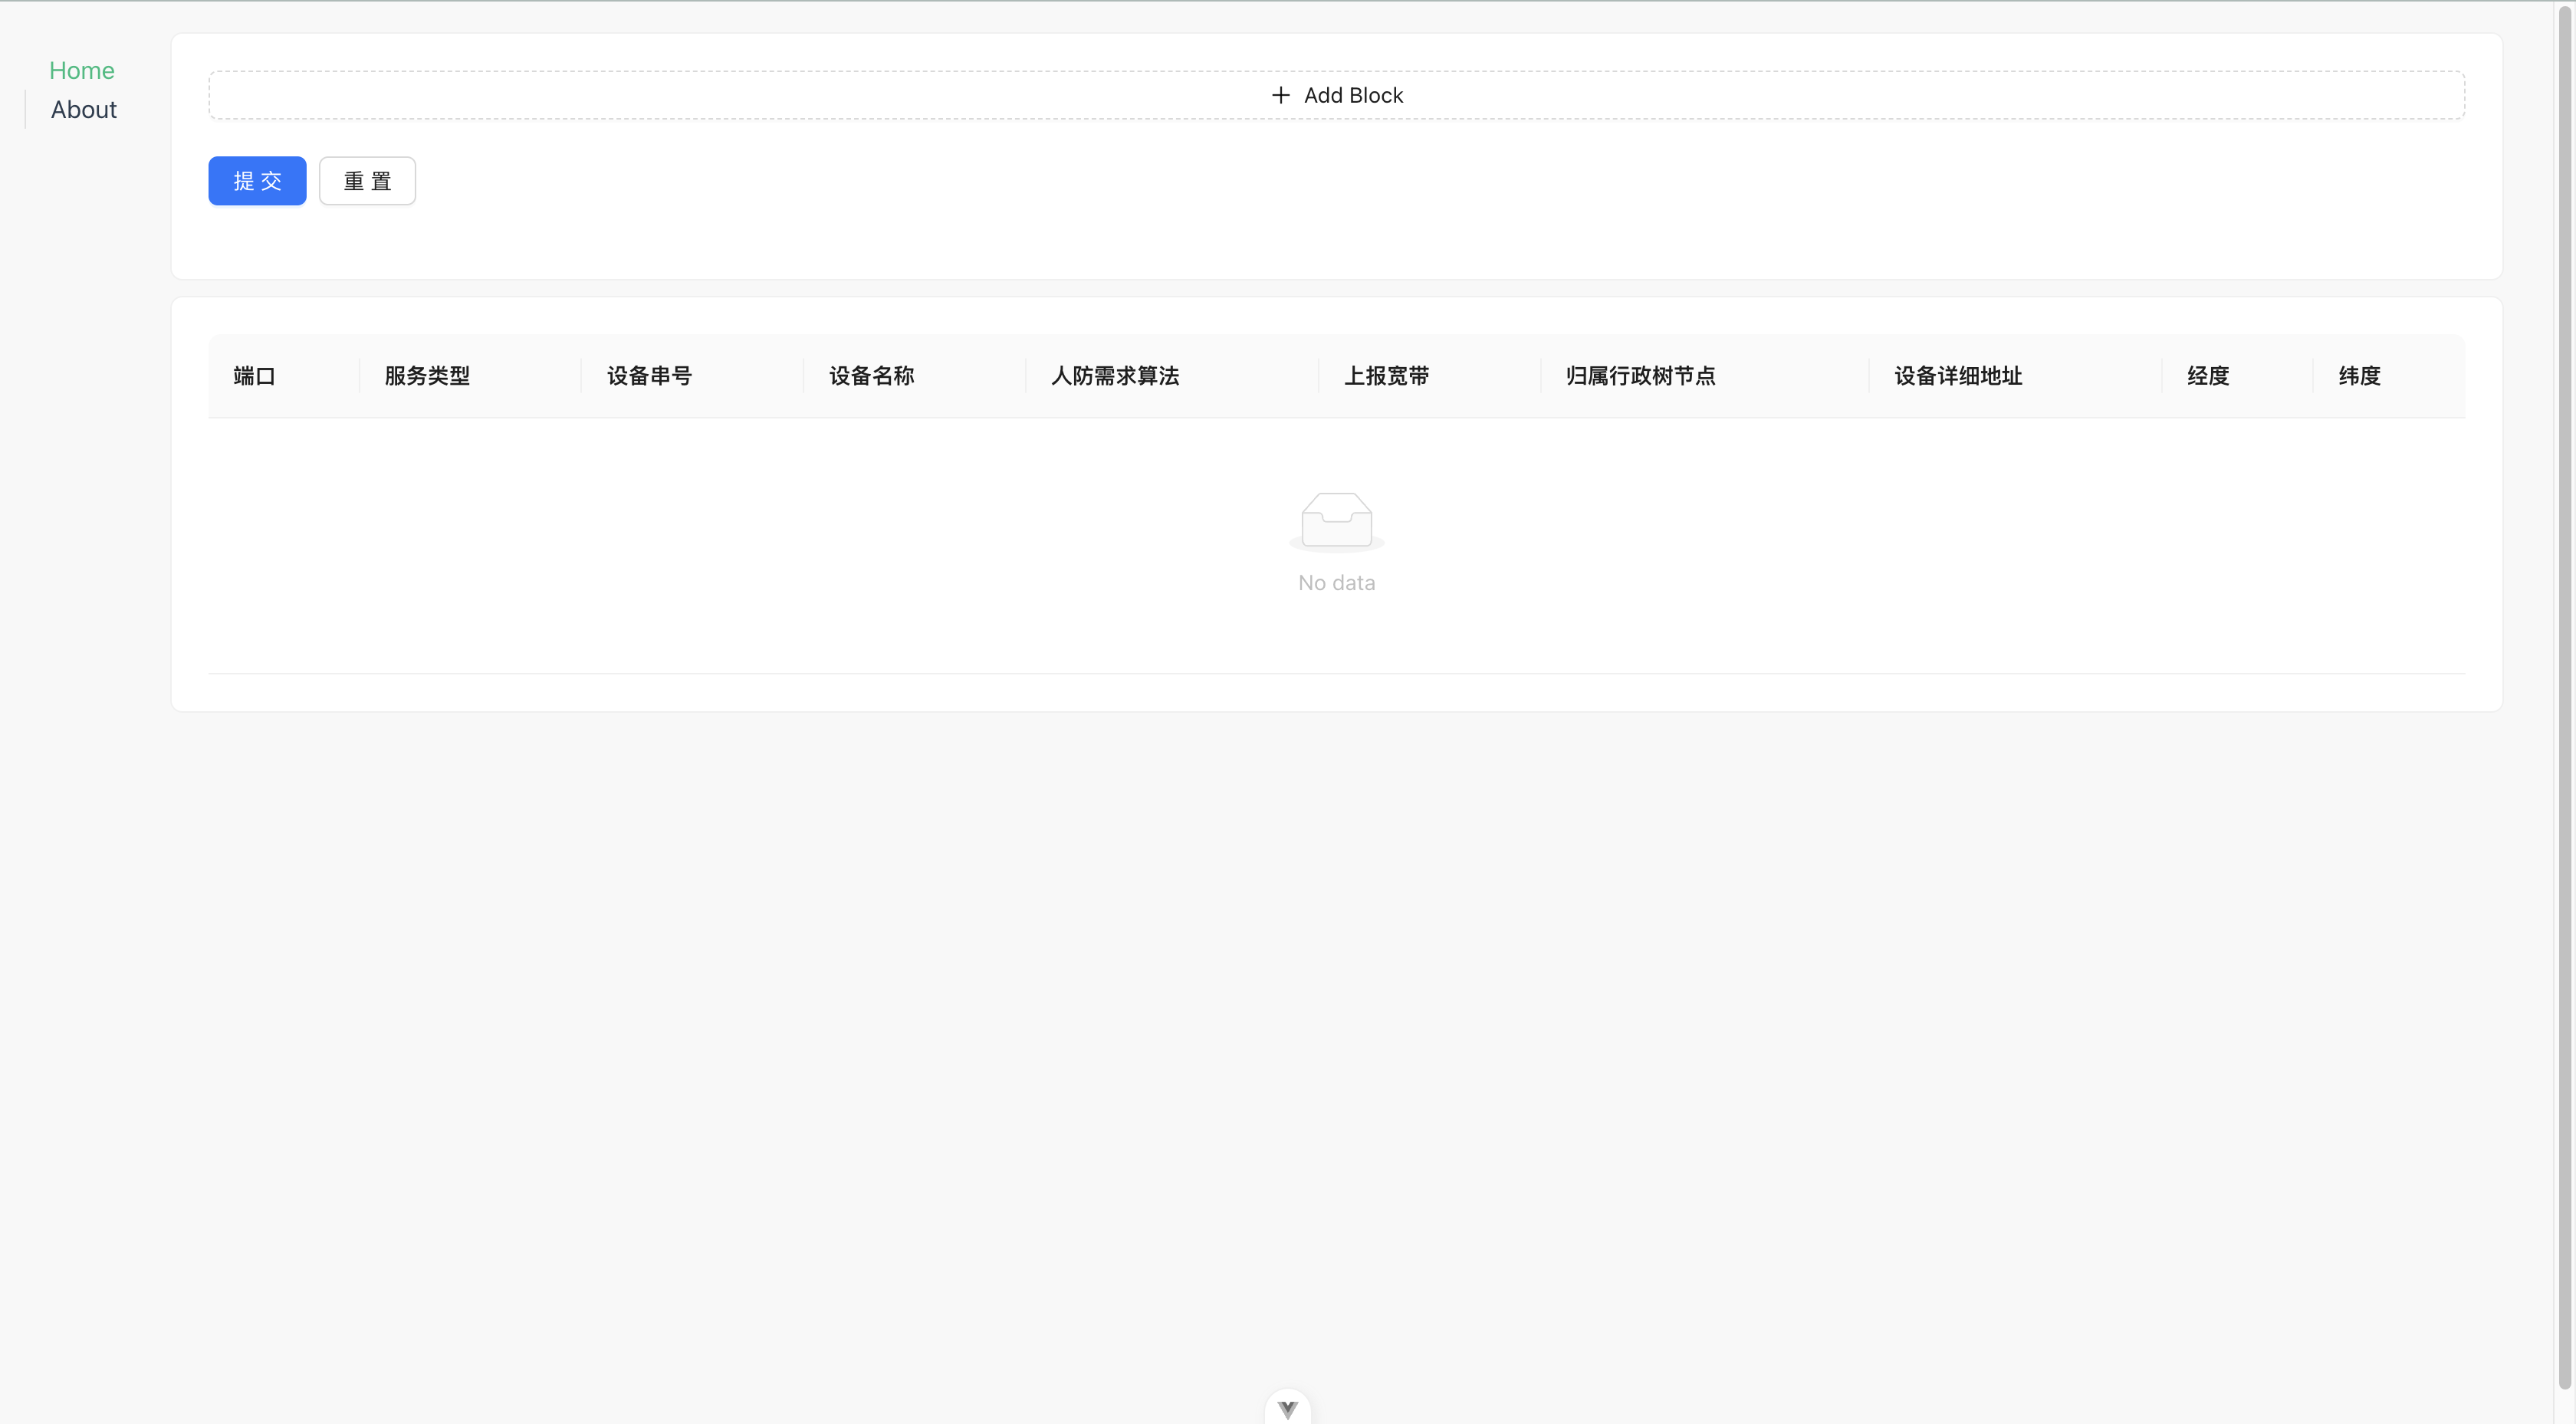 Home
About
Add Block
提 交 重 置
端口 服务类型 设备串号 设备名称 人防需求算法 上报宽带 归属行政树节点 设备详细地址 经度 纬度
No data